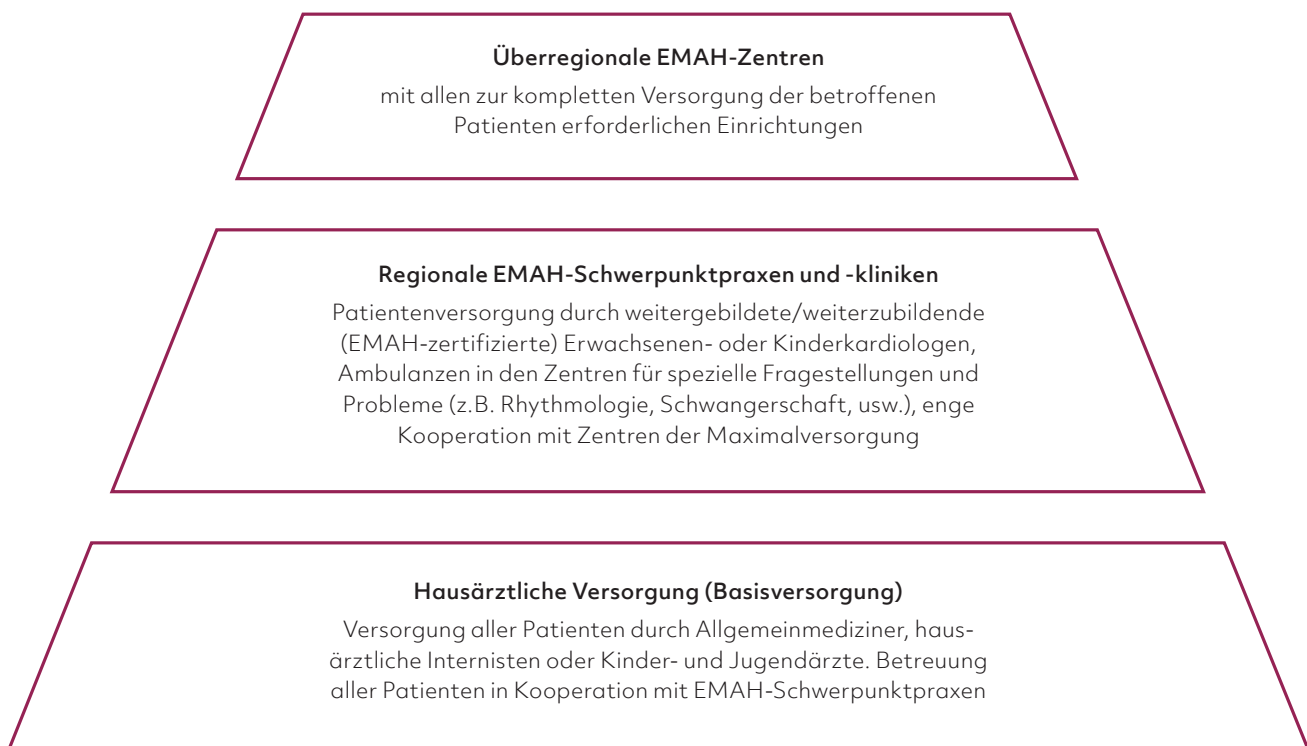 Überregionale EMAH-Zentren
mit allen zur kompletten Versorgung der betroffenen
Patienten erforderlichen Einrichtungen
Regionale EMAH-Schwerpunktpraxen und -kliniken
Patientenversorgung durch weitergebildete/weiterzubildende
(EMAH-zertifizierte) Erwachsenen- oder Kinderkardiologen,
Ambulanzen in den Zentren für spezielle Fragestellungen und
Probleme (z.B. Rhythmologie, Schwangerschaft, usw.), enge
Kooperation mit Zentren der Maximalversorgung
Hausärztliche Versorgung (Basisversorgung)
Versorgung aller Patienten durch Allgemeinmediziner, haus-
ärztliche Internisten oder Kinder- und Jugendärzte. Betreuung
aller Patienten in Kooperation mit EMAH-Schwerpunktpraxen